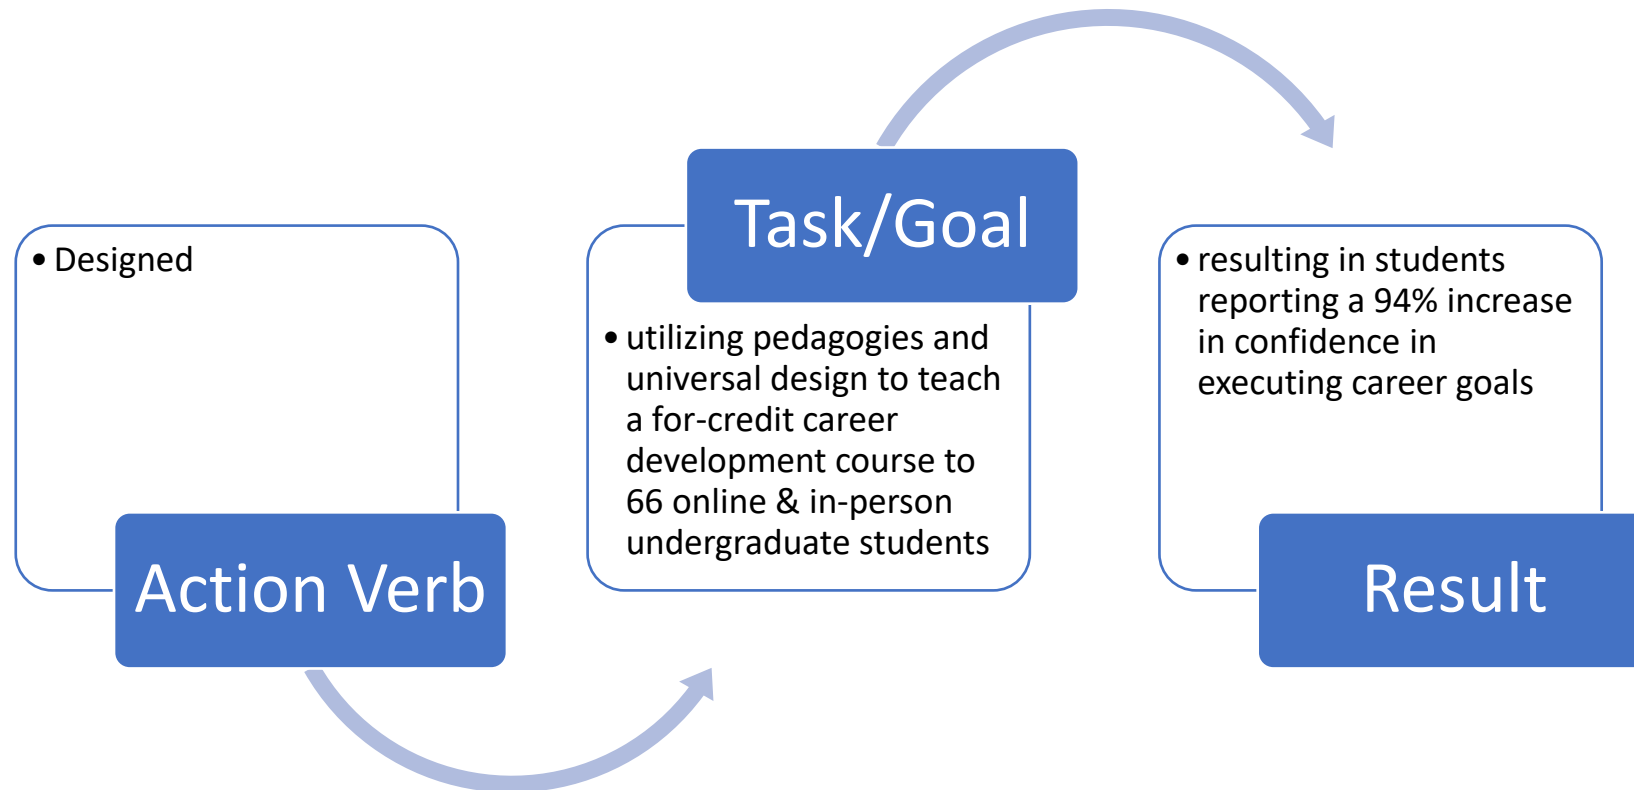 • Designed
Action Verb
Task/Goal
• utilizing pedagogies and
universal design to teach
a for-credit career
development course to
66 online & in-person
undergraduate students
• resulting in students
reporting a 94% increase
in confidence in
executing career goals
Result